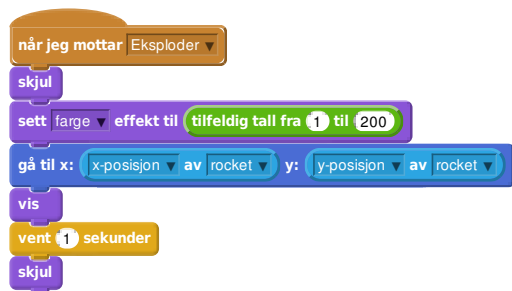 når jeg mottar Eksploder
skjul
sett farge effekt til tilfeldig tall fra 1 til 200
gå til x: x-posisjon av rocket y: y-posisjon av rocket
vis
vent 1 sekunder
skjul